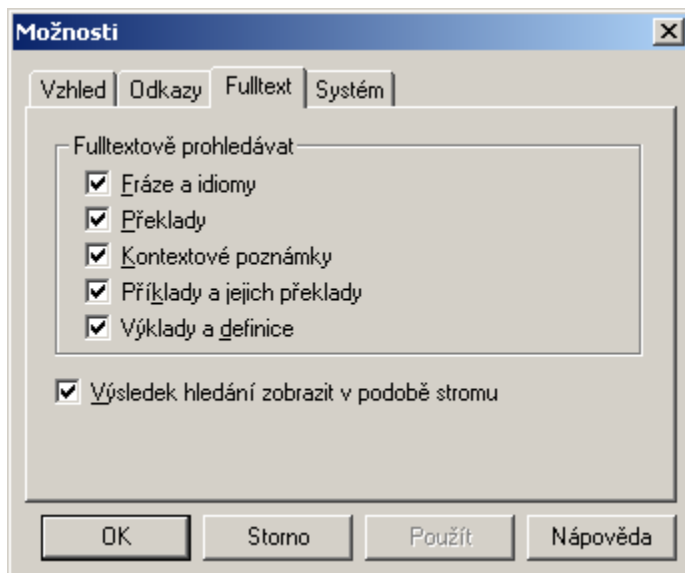 Možnosti
Vzhled Odkazy Fulltext Systém
Fulltextově prohledávat
Fráze a idiomy
Překlady
Kontextové poznámky
Příklady a jejich překlady
Výklady a definice
Výsledek hledání zobrazit v podobě stromu
OK Storno Použít Nápověda